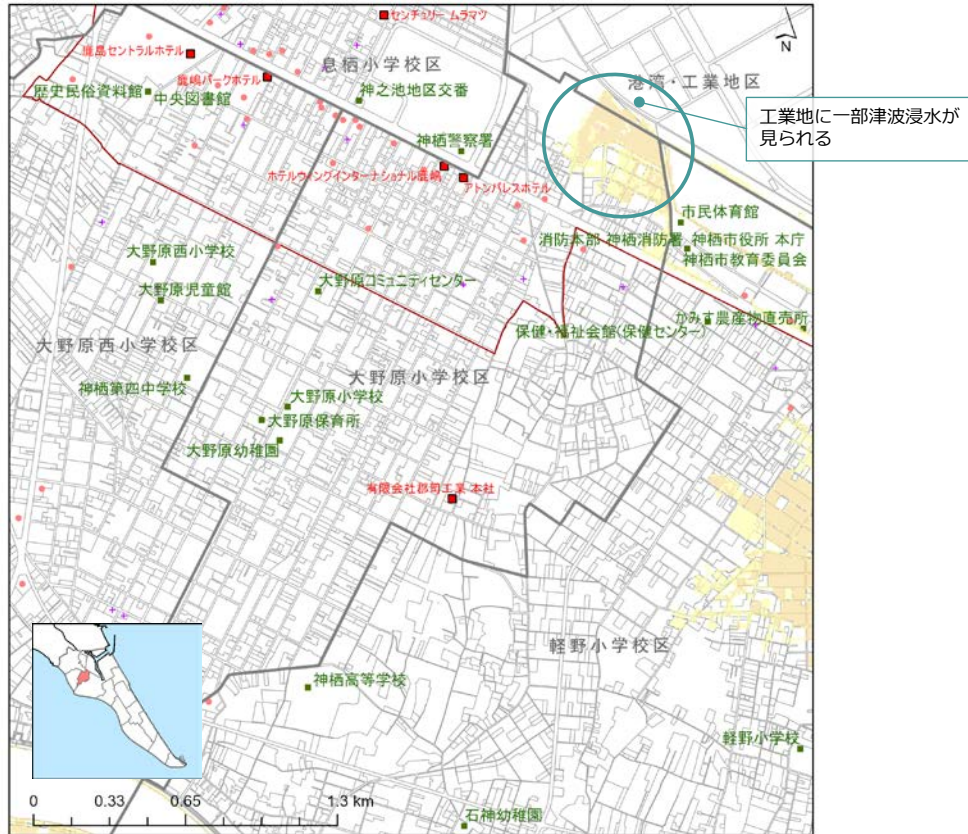 センチュリー ムラマツ
N
鹿島セントラルホテル
息栖小学校区
鹿嶋パークホテル
港湾・工業地区
歴史民俗資料館
中央図書館
神之池地区交番
工業地に一部津波浸水が
見られる
神栖警察署
ホテルウィングインターナショナル鹿嶋
アトンパレスホテル
市民体育館
消防本部 神栖消防署
神栖市役所 本庁
神栖市教育委員会
大野原西小学校
大野原コミュニティセンター
大野原児童館
かみす農産物直売所
保健・福祉会館(保健センター)
大野原西小学校区
大野原小学校区
神栖第四中学校
大野原小学校
大野原保育所
大野原幼稚園
有限会社郡司工業 本社
軽野小学校区
神栖高等学校
軽野小学校
0 0.33 0.65 1.3 km
石神幼稚園